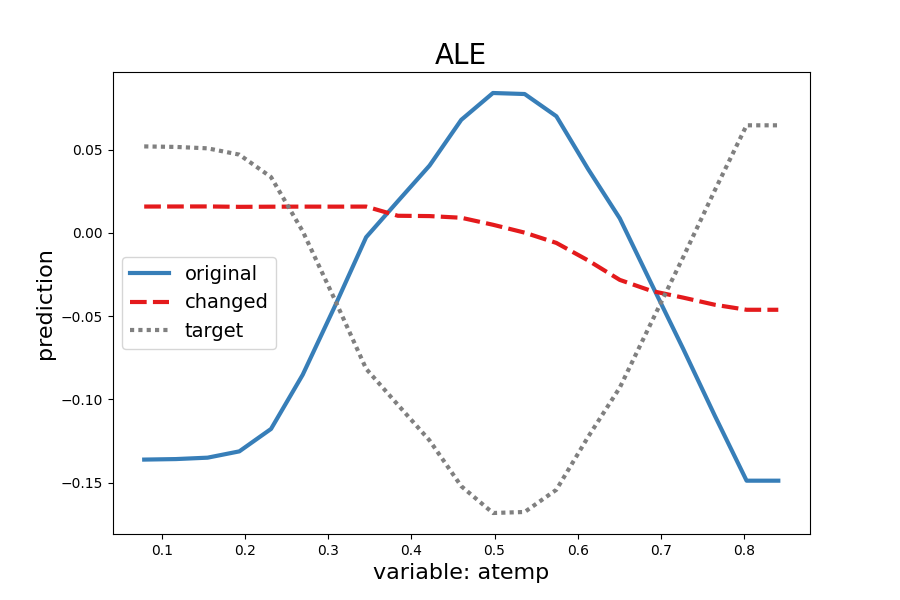 ALE
prediction
0.05
0.00
−0.05
−0.10
−0.15
original
changed
target
0.1 0.2 0.3 0.4 0.5 0.6 0.7 0.8
variable: atemp